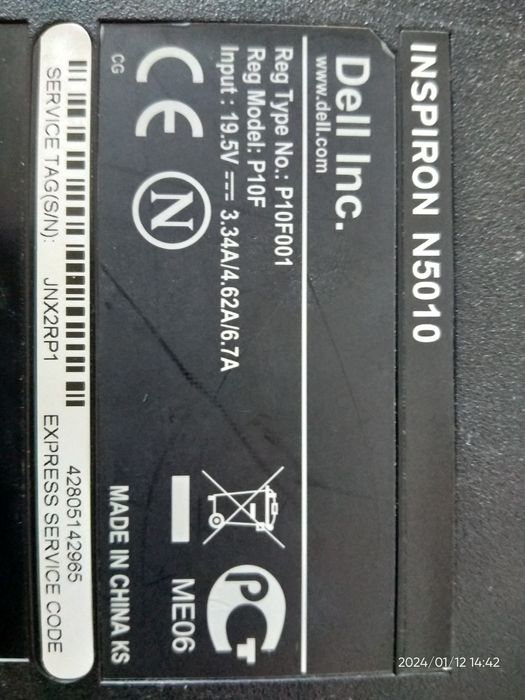 INSPIRON N5010
Dell Inc.
www.dell.com
Reg Type No.: P10F001
Reg Model: P10F
Input : 19.5V 3.34A/4.62A/6.7A
CE
N
PCT
ME06
CG
MADE IN CHINA KS
42805142965
SERVICE TAG(S/N): JNX2RP1 EXPRESS SERVICE CODE
2024/01/12 14:42